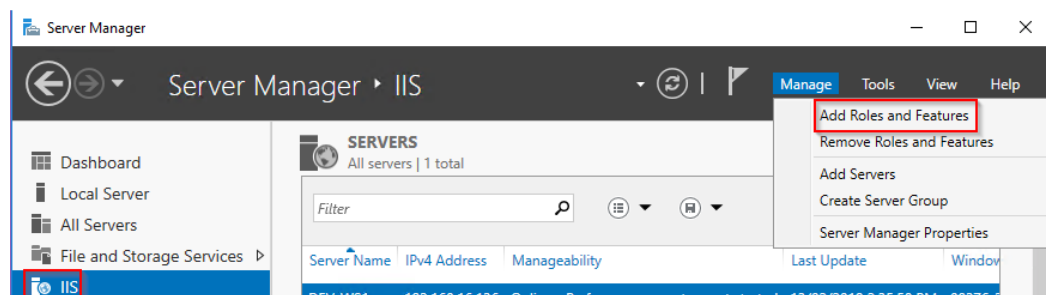 Server Manager
Server Manager ‣ IIS
Manage Tools View Help
Add Roles and Features
Remove Roles and Features
Add Servers
Create Server Group
Server Manager Properties
Dashboard
Local Server
All Servers
File and Storage Services
IIS
SERVERS
All servers | 1 total
Filter
Server Name IPv4 Address Manageability Last Update Window